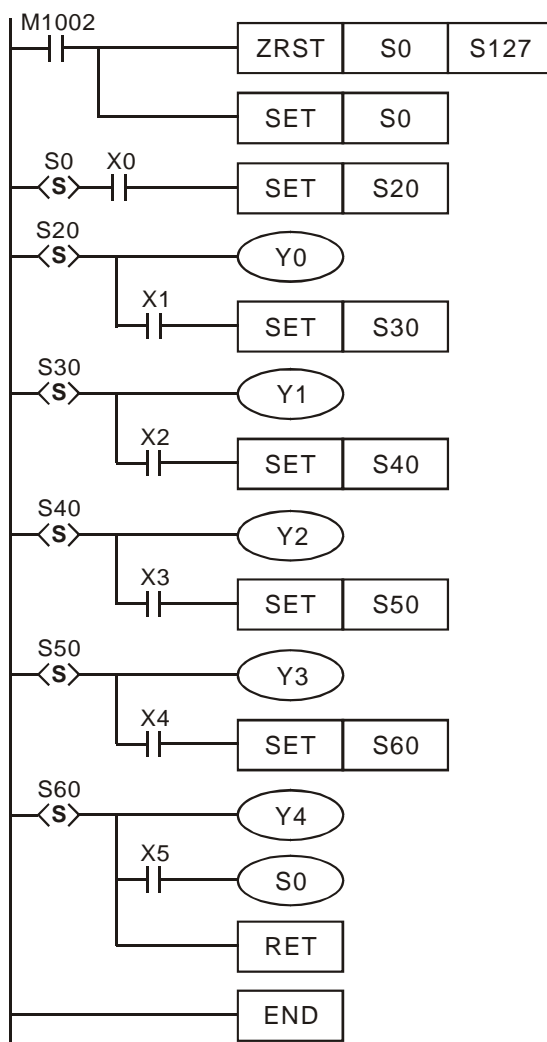 M1002
ZRST S0 S127
SET S0
S0 X0
S SET S20
S20
S Y0
X1
SET S30
S30
S Y1
X2
SET S40
S40
S Y2
X3
SET S50
S50
S Y3
X4
SET S60
S60
S Y4
X5
S0
RET
END